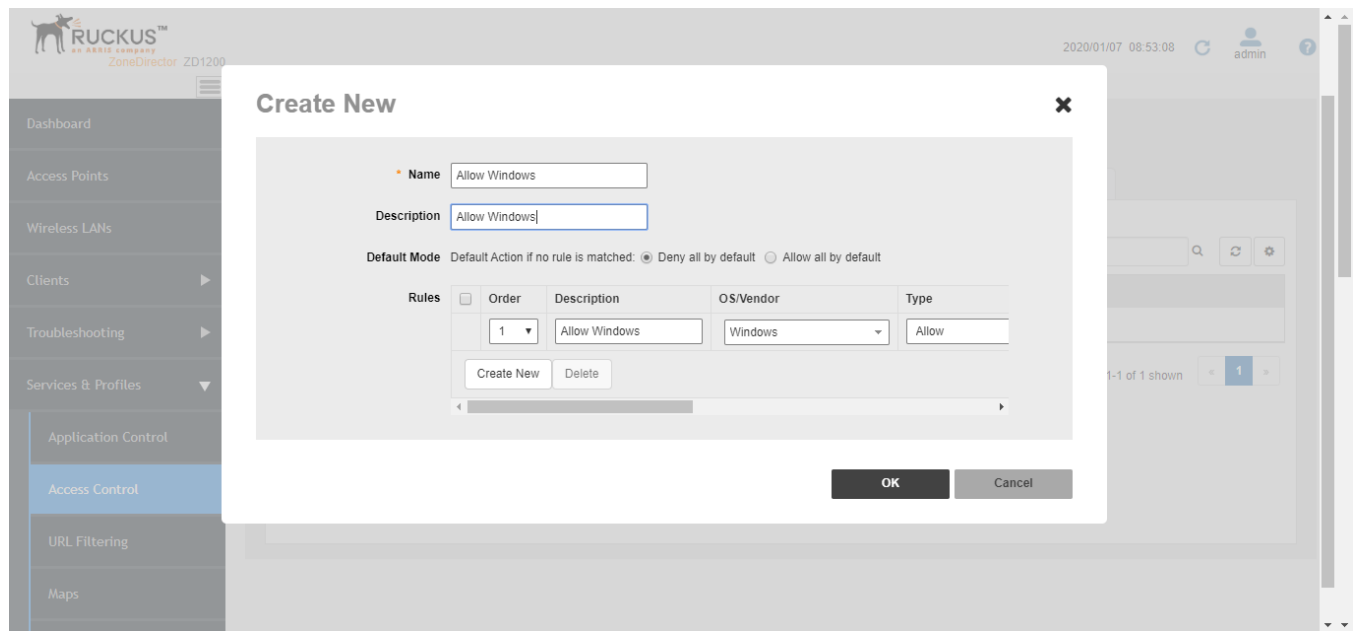 RUCKUS™
an ARRIS company
ZoneDirector ZD1200
2020/01/07 08:53:08
admin
?
Dashboard
Access Points
Wireless LANs
Clients
Troubleshooting
Services & Profiles
Application Control
Access Control
URL Filtering
Maps
Create New
* Name Allow Windows
Description Allow Windows
Default Mode Default Action if no rule is matched: Deny all by default Allow all by default
Rules Order Description OS/Vendor Type
1 Allow Windows Windows Allow
Create New Delete
OK Cancel
1-1 of 1 shown « 1 »